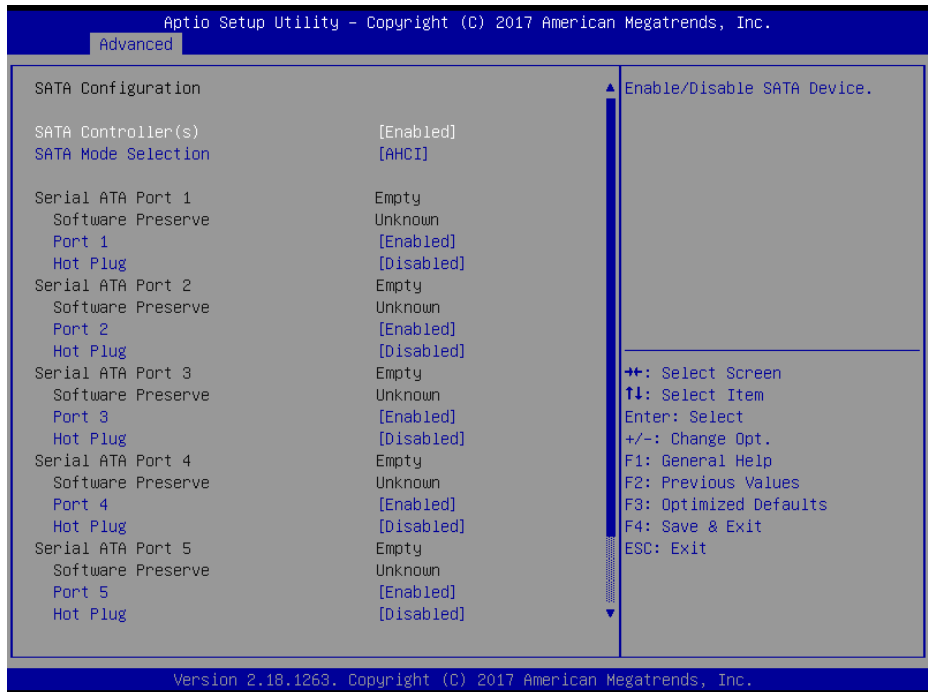 Aptio Setup Utility – Copyright (C) 2017 American Megatrends, Inc.
Advanced
SATA Configuration
SATA Controller(s) [Enabled]
SATA Mode Selection [AHCI]
Serial ATA Port 1 Empty
Software Preserve Unknown
Port 1 [Enabled]
Hot Plug [Disabled]
Serial ATA Port 2 Empty
Software Preserve Unknown
Port 2 [Enabled]
Hot Plug [Disabled]
Serial ATA Port 3 Empty
Software Preserve Unknown
Port 3 [Enabled]
Hot Plug [Disabled]
Serial ATA Port 4 Empty
Software Preserve Unknown
Port 4 [Enabled]
Hot Plug [Disabled]
Serial ATA Port 5 Empty
Software Preserve Unknown
Port 5 [Enabled]
Hot Plug [Disabled]
Enable/Disable SATA Device.
→←: Select Screen
↑↓: Select Item
Enter: Select
+/-: Change Opt.
F1: General Help
F2: Previous Values
F3: Optimized Defaults
F4: Save & Exit
ESC: Exit
Version 2.18.1263. Copyright (C) 2017 American Megatrends, Inc.